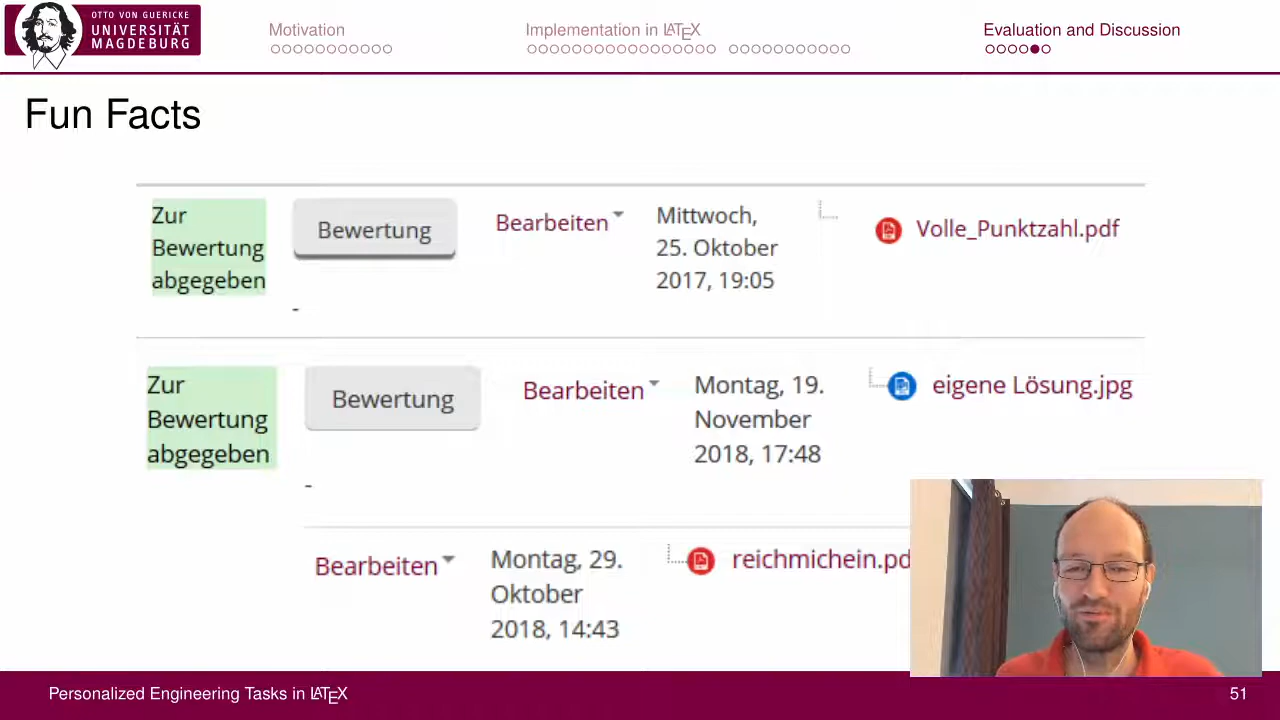 OTTO VON GUERICKE
UNIVERSITÄT
MAGDEBURG
Motivation
Implementation in LATEX
Evaluation and Discussion
Fun Facts
Zur
Bewertung
abgegeben
Bewertung
-
Bearbeiten
Mittwoch,
25. Oktober
2017, 19:05
Volle_Punktzahl.pdf
Zur
Bewertung
abgegeben
Bewertung
-
Bearbeiten
Montag, 19.
November
2018, 17:48
eigene Lösung.jpg
Bearbeiten
Montag, 29.
Oktober
2018, 14:43
reichmichein.pd
Personalized Engineering Tasks in LATEX
51